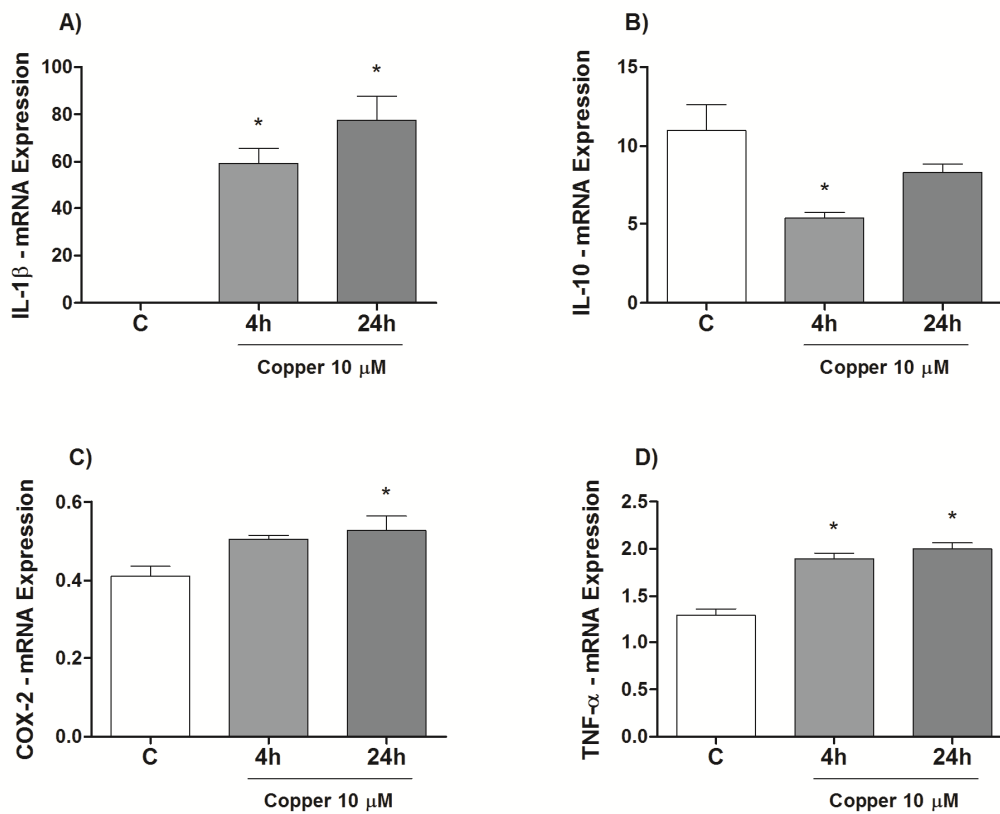 A)
IL-1β - mRNA Expression
100
80
60
40
20
0
*
*
C
4h
24h
Copper 10 μM
B)
IL-10 - mRNA Expression
15
10
5
0
*
C
4h
24h
Copper 10 μM
C)
COX-2 - mRNA Expression
0.6
0.4
0.2
0.0
*
C
4h
24h
Copper 10 μM
D)
TNF-α - mRNA Expression
2.5
2.0
1.5
1.0
0.5
0.0
*
*
C
4h
24h
Copper 10 μM